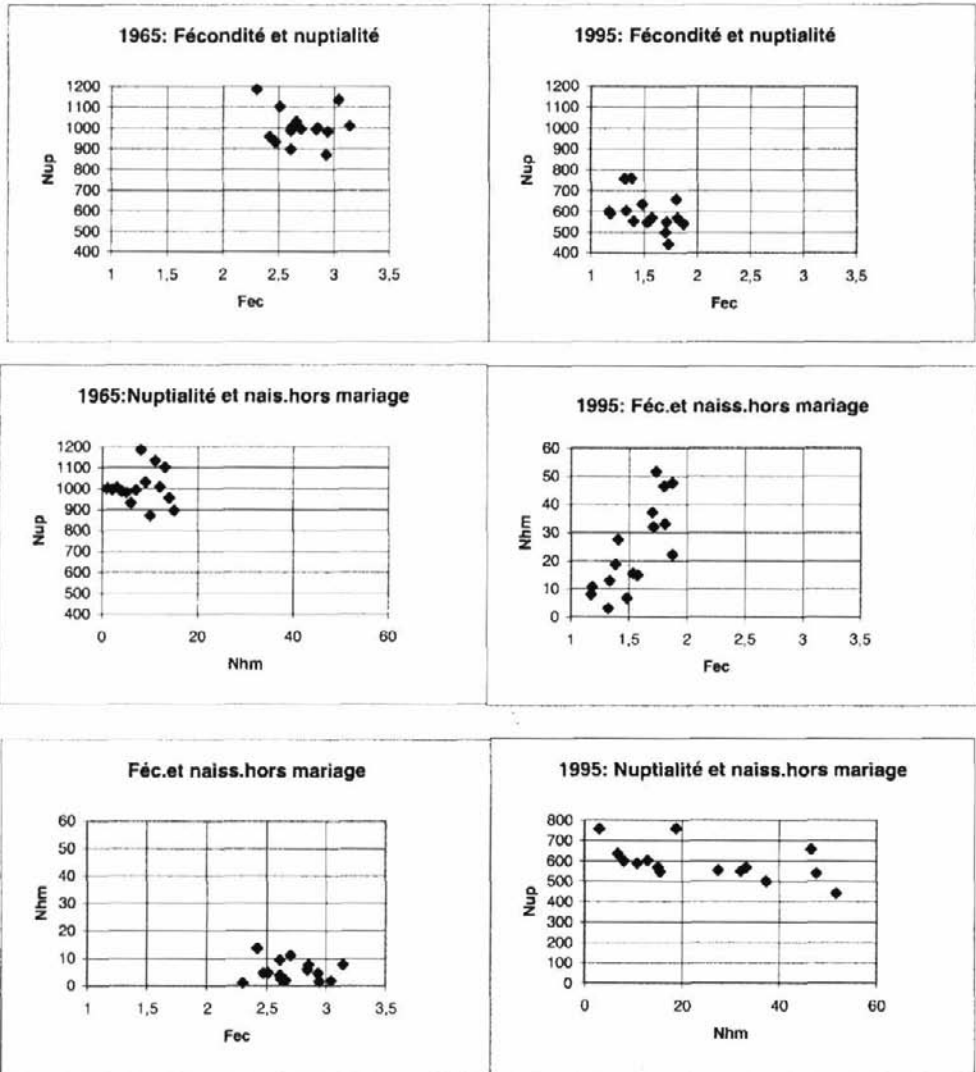 1965: Fécondité et nuptialité
Nup
1200
1100
1000
900
800
700
600
500
400
1 1,5 2 2,5 3 3,5
Fec
1995: Fécondité et nuptialité
Nup
1200
1100
1000
900
800
700
600
500
400
1 1,5 2 2,5 3 3,5
Fec
1965:Nuptialité et nais.hors mariage
Nup
1200
1100
1000
900
800
700
600
500
400
0 20 40 60
Nhm
1995: Féc.et naiss.hors mariage
Nhm
60
50
40
30
20
10
0
1 1,5 2 2,5 3 3,5
Fec
Féc.et naiss.hors mariage
Nhm
60
50
40
30
20
10
0
1 1,5 2 2,5 3 3,5
Fec
1995: Nuptialité et naiss.hors mariage
Nup
800
700
600
500
400
300
200
100
0
0 20 40 60
Nhm